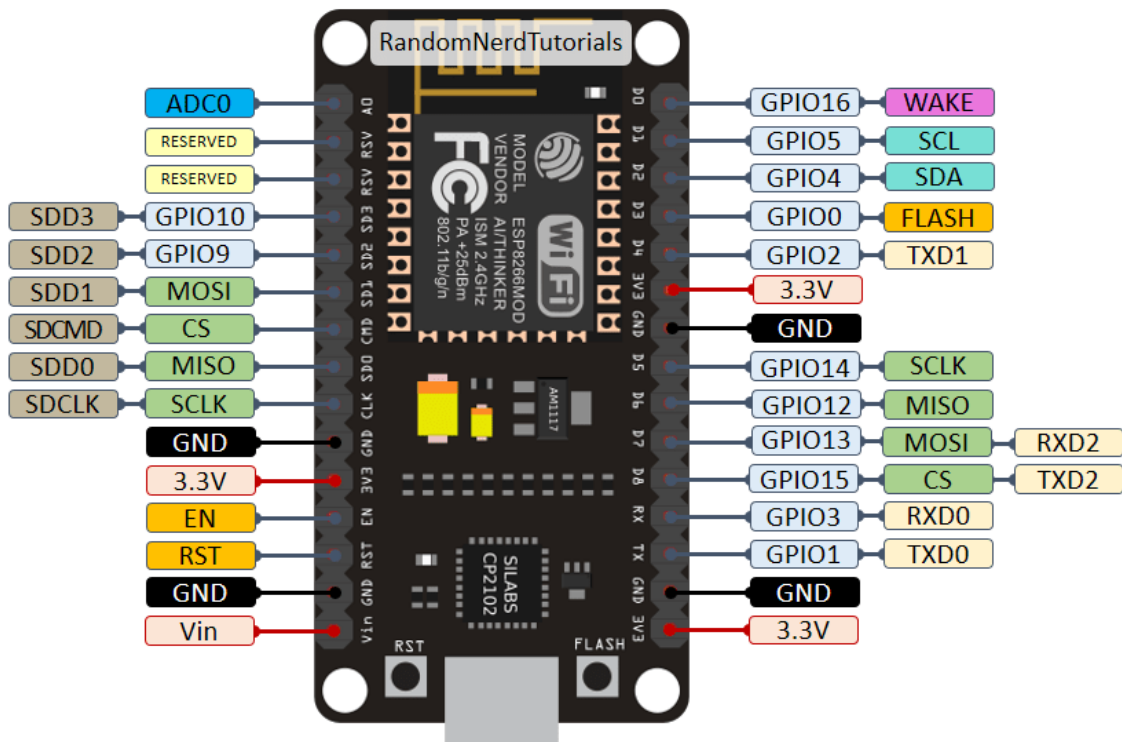 RandomNerdTutorials
ADC0
RESERVED
RESERVED
SDD3 GPIO10
SDD2 GPIO9
SDD1 MOSI
SDCMD CS
SDD0 MISO
SDCLK SCLK
GND
3.3V
EN
RST
GND
Vin
A0
RSV
RSV
SD3
SD2
SD1
CMD
SD0
CLK
GND
3V3
EN
RST
GND
Vin
MODEL
VENDOR
ESP8266MOD
AI/THINKER
ISM 2.4GHz
PA +25dBm
802.11b/g/n
FC
WiFi
AM1117
SILABS
CP2102
RST
FLASH
D0
D1
D2
D3
D4
3V3
GND
D5
D6
D7
D8
RX
TX
GND
3V3
GPIO16 WAKE
GPIO5 SCL
GPIO4 SDA
GPIO0 FLASH
GPIO2 TXD1
3.3V
GND
GPIO14 SCLK
GPIO12 MISO
GPIO13 MOSI RXD2
GPIO15 CS TXD2
GPIO3 RXD0
GPIO1 TXD0
GND
3.3V